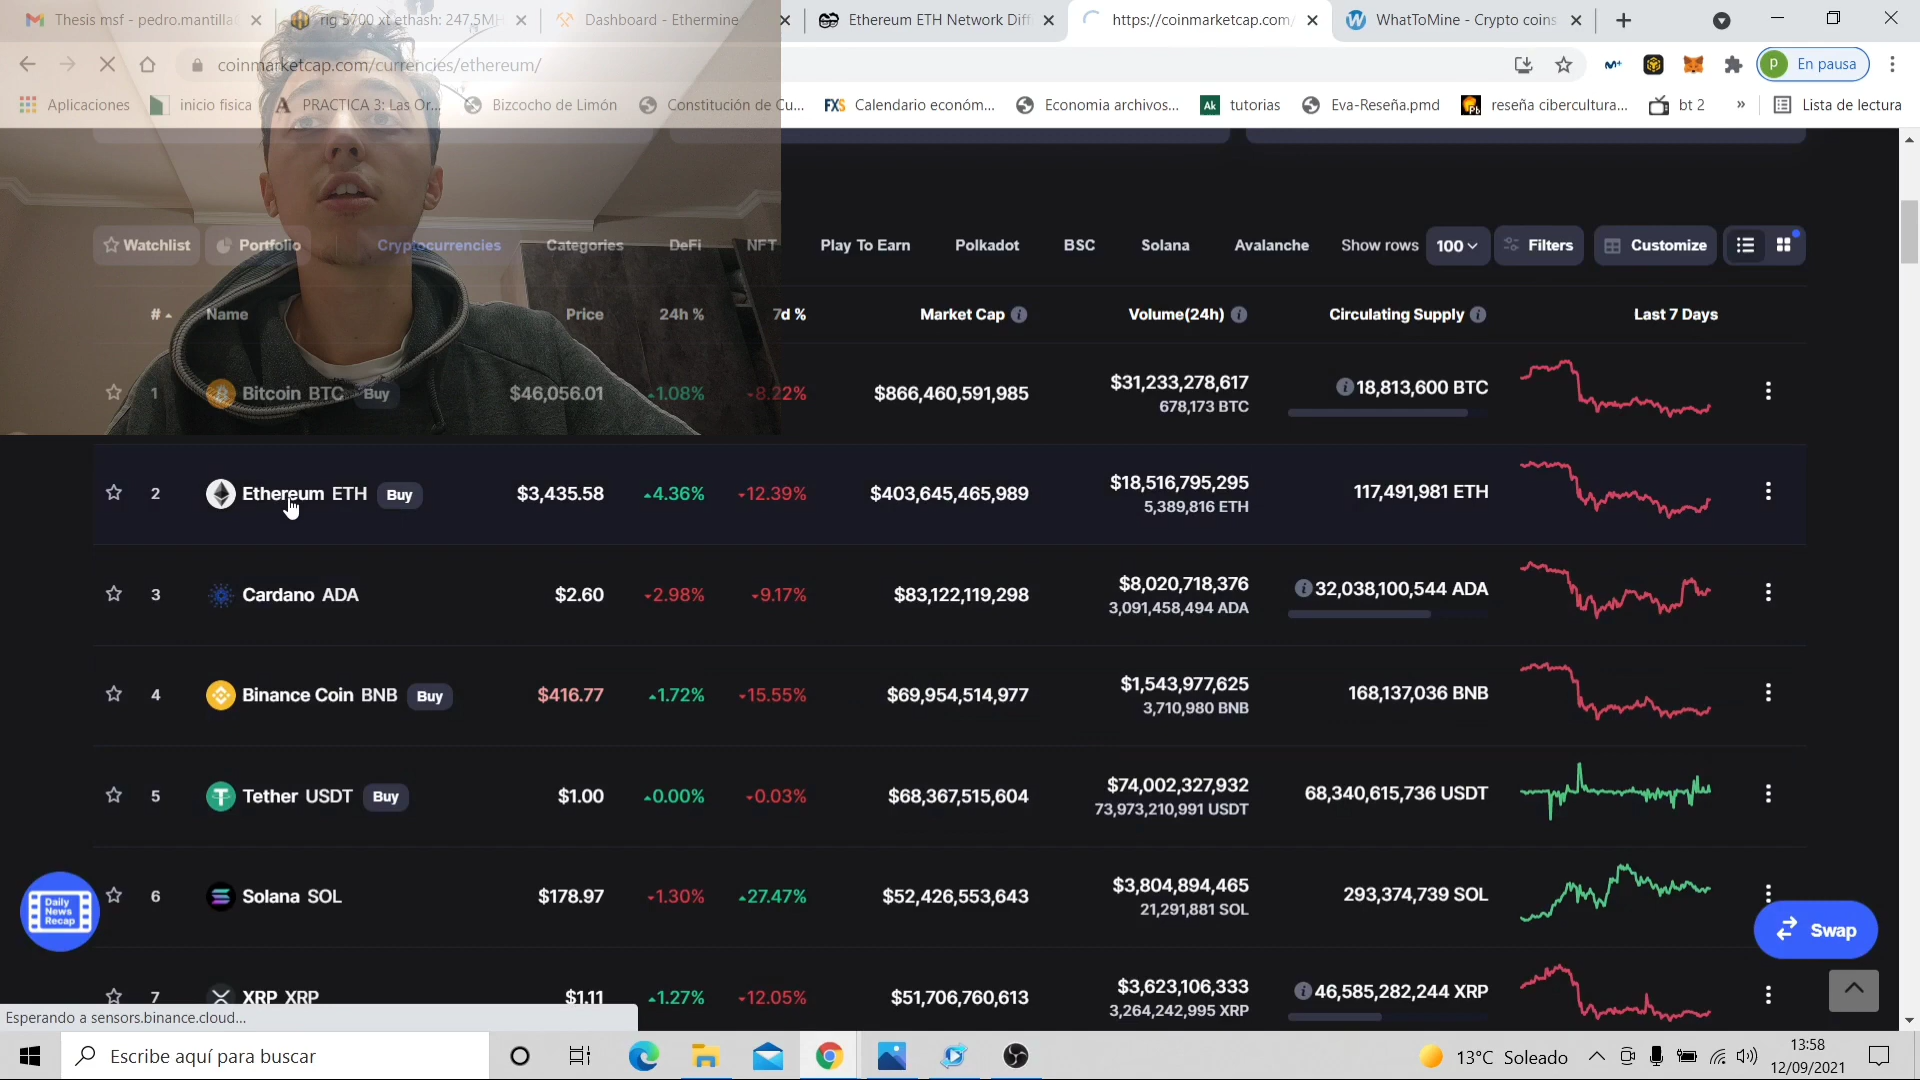 Thesis msf - pedro.mantilla
rig 5700 xt ethash: 247.5MH
Dashboard - Ethermine
Ethereum ETH Network Diff
https://coinmarketcap.com/
WhatToMine - Crypto coins
coinmarketcap.com/currencies/ethereum/
P En pausa
Aplicaciones
inicio fisica
PRACTICA 3: Las Or...
Bizcocho de Limón
Constitución de Cu...
FXS Calendario económ...
Economia archivos...
Ak tutorias
Eva-Reseña.pmd
reseña cibercultura...
bt 2
»
Lista de lectura
Watchlist Portfolio Cryptocurrencies Categories DeFi NFT Play To Earn Polkadot BSC Solana Avalanche Show rows 100 Filters Customize
# Name Price 24h % 7d % Market Cap Volume(24h) Circulating Supply Last 7 Days
1 Bitcoin BTC Buy $46,056.01 1.08% 8.22% $866,460,591,985 $31,233,278,617 18,813,600 BTC
678,173 BTC
2 Ethereum ETH Buy $3,435.58 4.36% 12.39% $403,645,465,989 $18,516,795,295 117,491,981 ETH
5,389,816 ETH
3 Cardano ADA $2.60 2.98% 9.17% $83,122,119,298 $8,020,718,376 32,038,100,544 ADA
3,091,458,494 ADA
4 Binance Coin BNB Buy $416.77 1.72% 15.55% $69,954,514,977 $1,543,977,625 168,137,036 BNB
3,710,980 BNB
5 Tether USDT Buy $1.00 0.00% 0.03% $68,367,515,604 $74,002,327,932 68,340,615,736 USDT
73,973,210,991 USDT
6 Solana SOL $178.97 1.30% 27.47% $52,426,553,643 $3,804,894,465 293,374,739 SOL
21,291,881 SOL
Daily
News
Recap
Swap
7 XRP XRP $1.11 1.27% 12.05% $51,706,760,613 $3,623,106,333 46,585,282,244 XRP
3,264,242,995 XRP
Esperando a sensors.binance.cloud...
Escribe aquí para buscar
13°C Soleado
13:58
12/09/2021